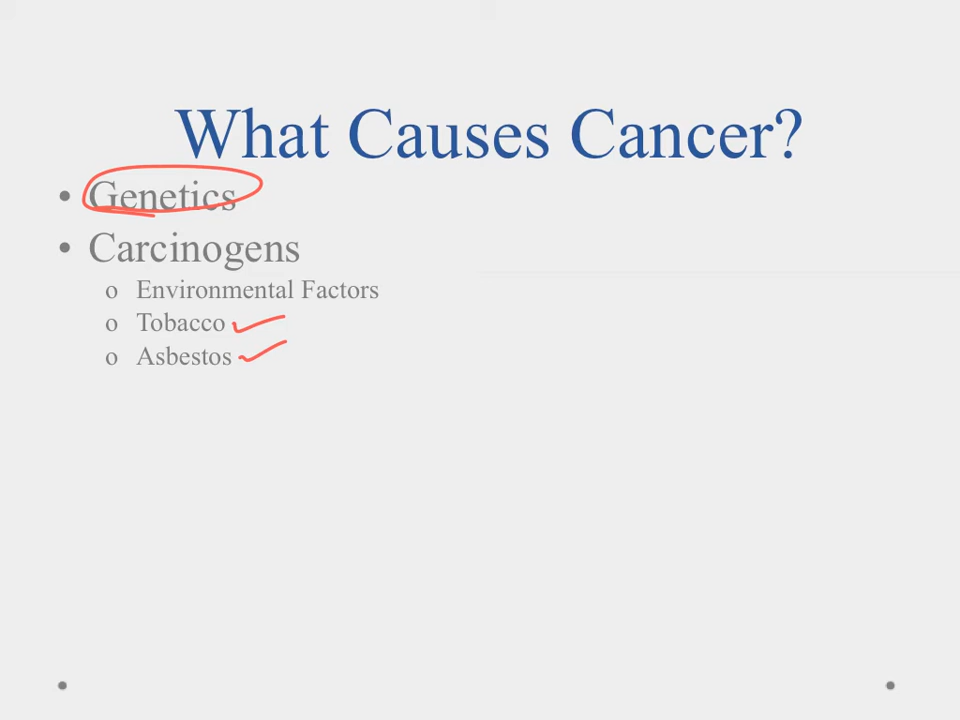 What Causes Cancer?
• Genetics
• Carcinogens
o Environmental Factors
o Tobacco
o Asbestos